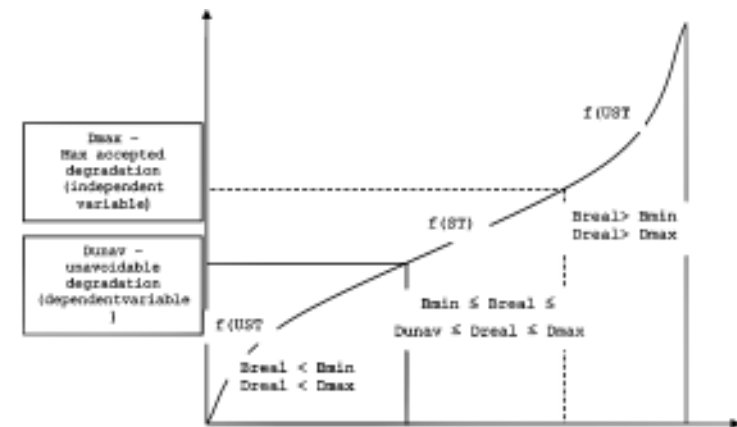 Dmax –
Max accepted
degradation
(independent
variable)
Dunav –
unavoidable
degradation
(dependentvariable
)
f(UST
f(ST)
f(UST
Breal> Bmin
Dreal> Dmax
Bmin ≤ Breal ≤
Dunav ≤ Dreal ≤ Dmax
Breal < Bmin
Dreal < Dmax